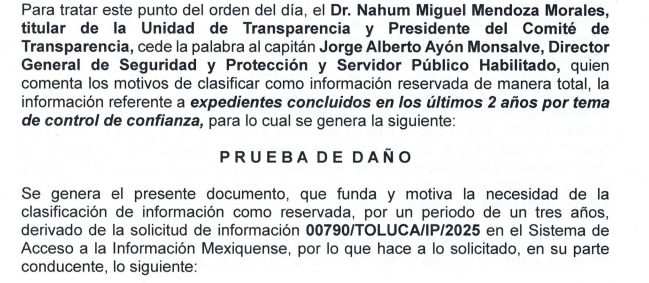 Para tratar este punto del orden del día, el Dr. Nahum Miguel Mendoza Morales,
titular de la Unidad de Transparencia y Presidente del Comité de
Transparencia, cede la palabra al capitán Jorge Alberto Ayón Monsalve, Director
General de Seguridad y Protección y Servidor Público Habilitado, quien
comenta los motivos de clasificar como información reservada de manera total, la
información referente a expedientes concluidos en los últimos 2 años por tema
de control de confianza, para lo cual se genera la siguiente:
PRUEBA DE DAÑO
Se genera el presente documento, que funda y motiva la necesidad de la
clasificación de información como reservada, por un periodo de un tres años,
derivado de la solicitud de información 00790/TOLUCA/IP/2025 en el Sistema de
Acceso a la Información Mexiquense, por lo que hace a lo solicitado, en su parte
conducente, lo siguiente: